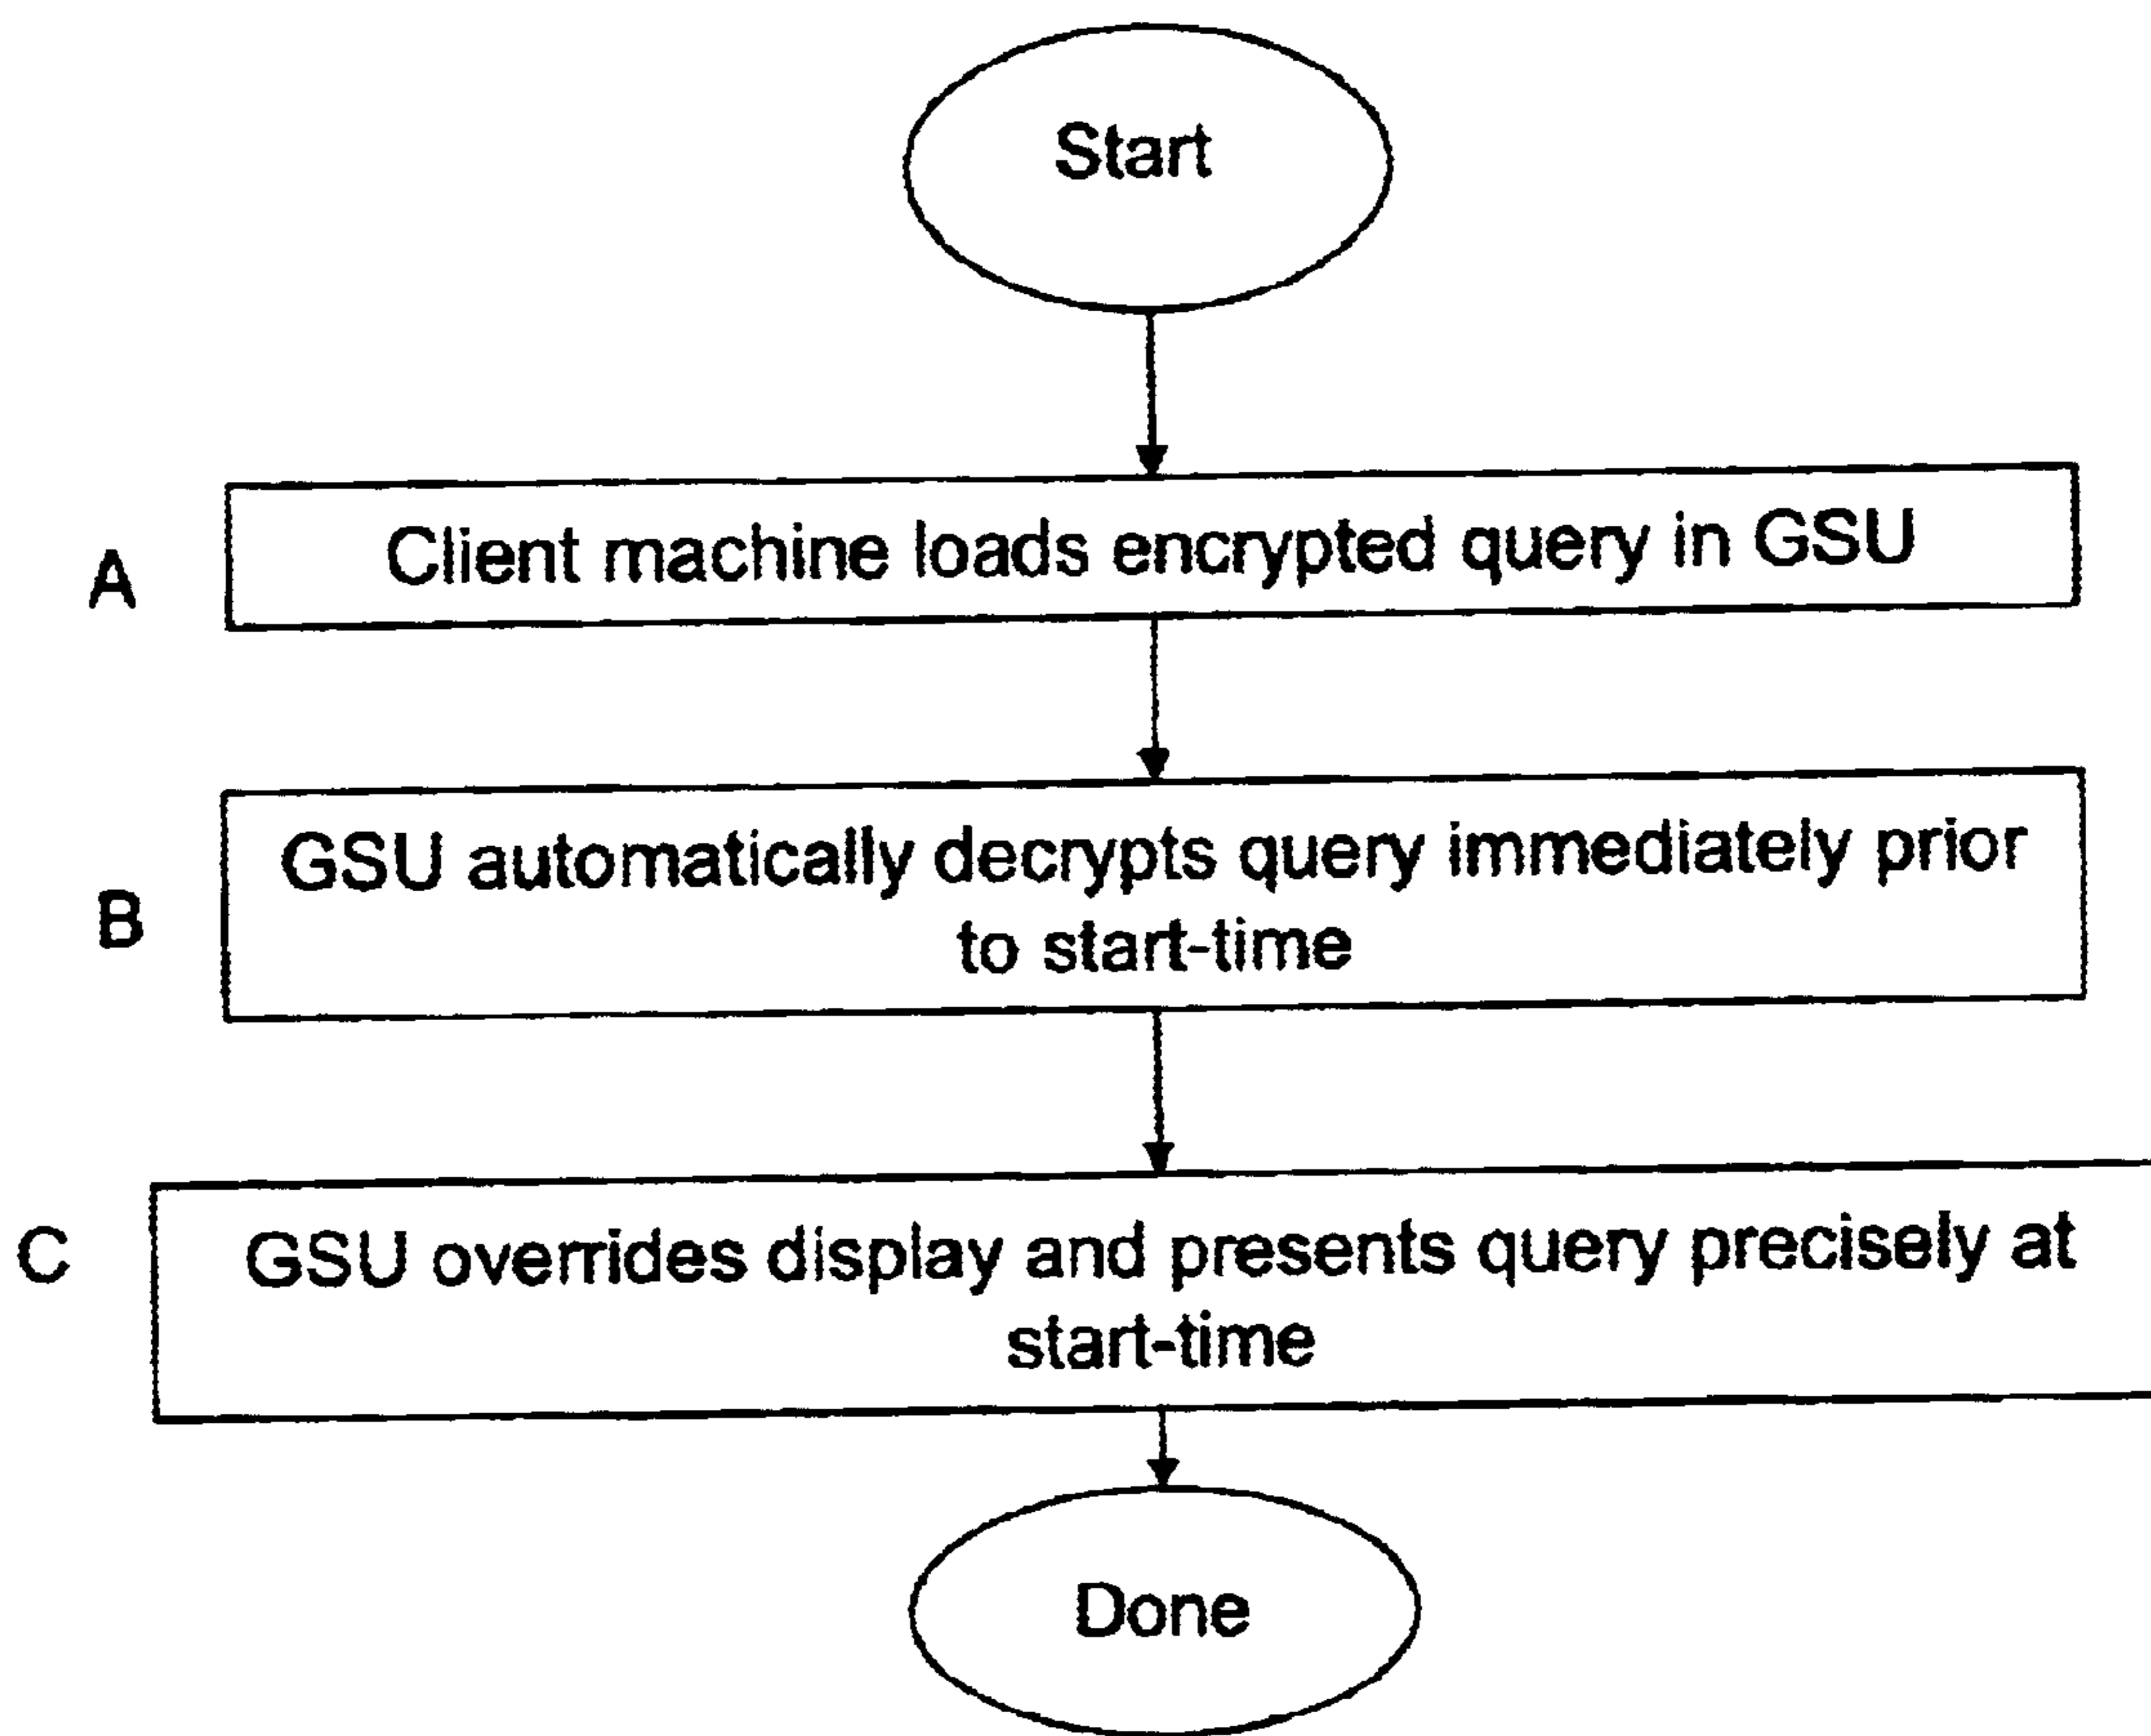 Start
A
Client machine loads encrypted query in GSU
B
GSU automatically decrypts query immediately prior
to start-time
C
GSU overrides display and presents query precisely at
start-time
Done